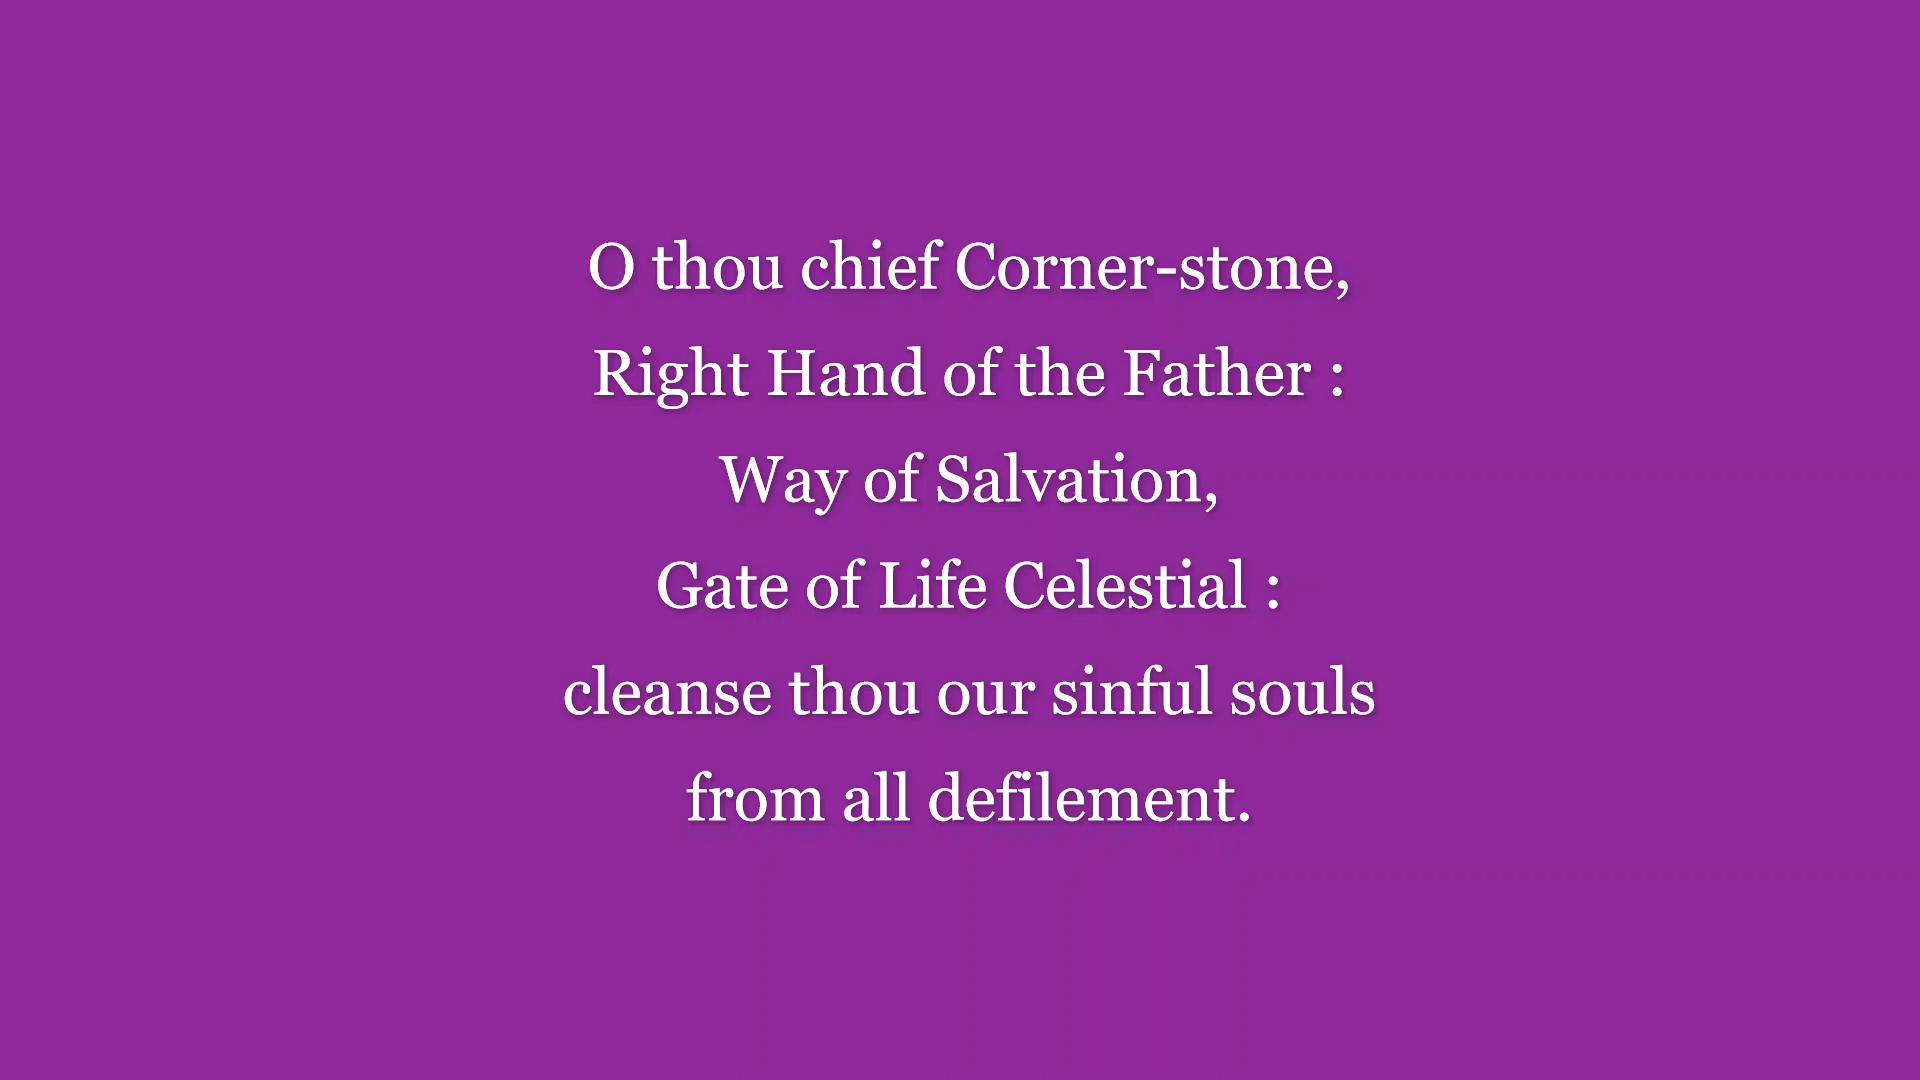 O thou chief Corner-stone,
Right Hand of the Father :
Way of Salvation,
Gate of Life Celestial :
cleanse thou our sinful souls
from all defilement.